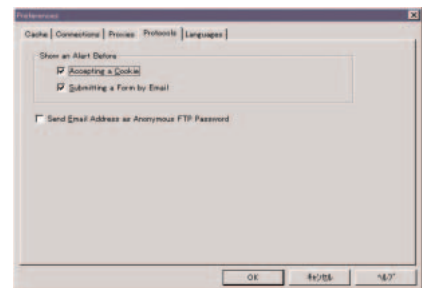 Preferences
Cache Connections Proxies Protocols Languages
Show an Alert Before
Accepting a Cookie
Submitting a Form by Email
Send Email Address as Anonymous FTP Password
OK キャンセル ヘルプ